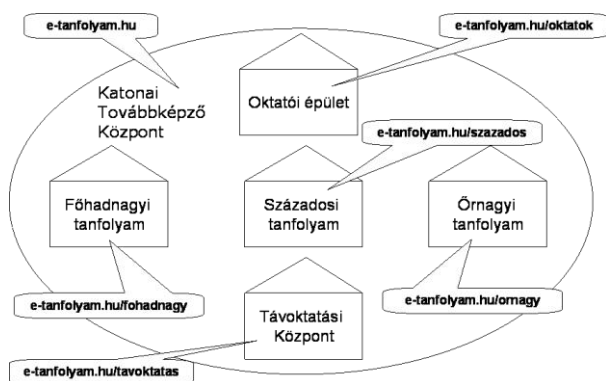 e-tanfolyam.hu
e-tanfolyam.hu/oktatok
Katonai
Továbbképző
Központ
Oktatói épület
e-tanfolyam.hu/szazados
Főhadnagyi
tanfolyam
Századosi
tanfolyam
Őrnagyi
tanfolyam
e-tanfolyam.hu/fohadnagy
e-tanfolyam.hu/ornagy
Távoktatási
Központ
e-tanfolyam.hu/tavoktatas